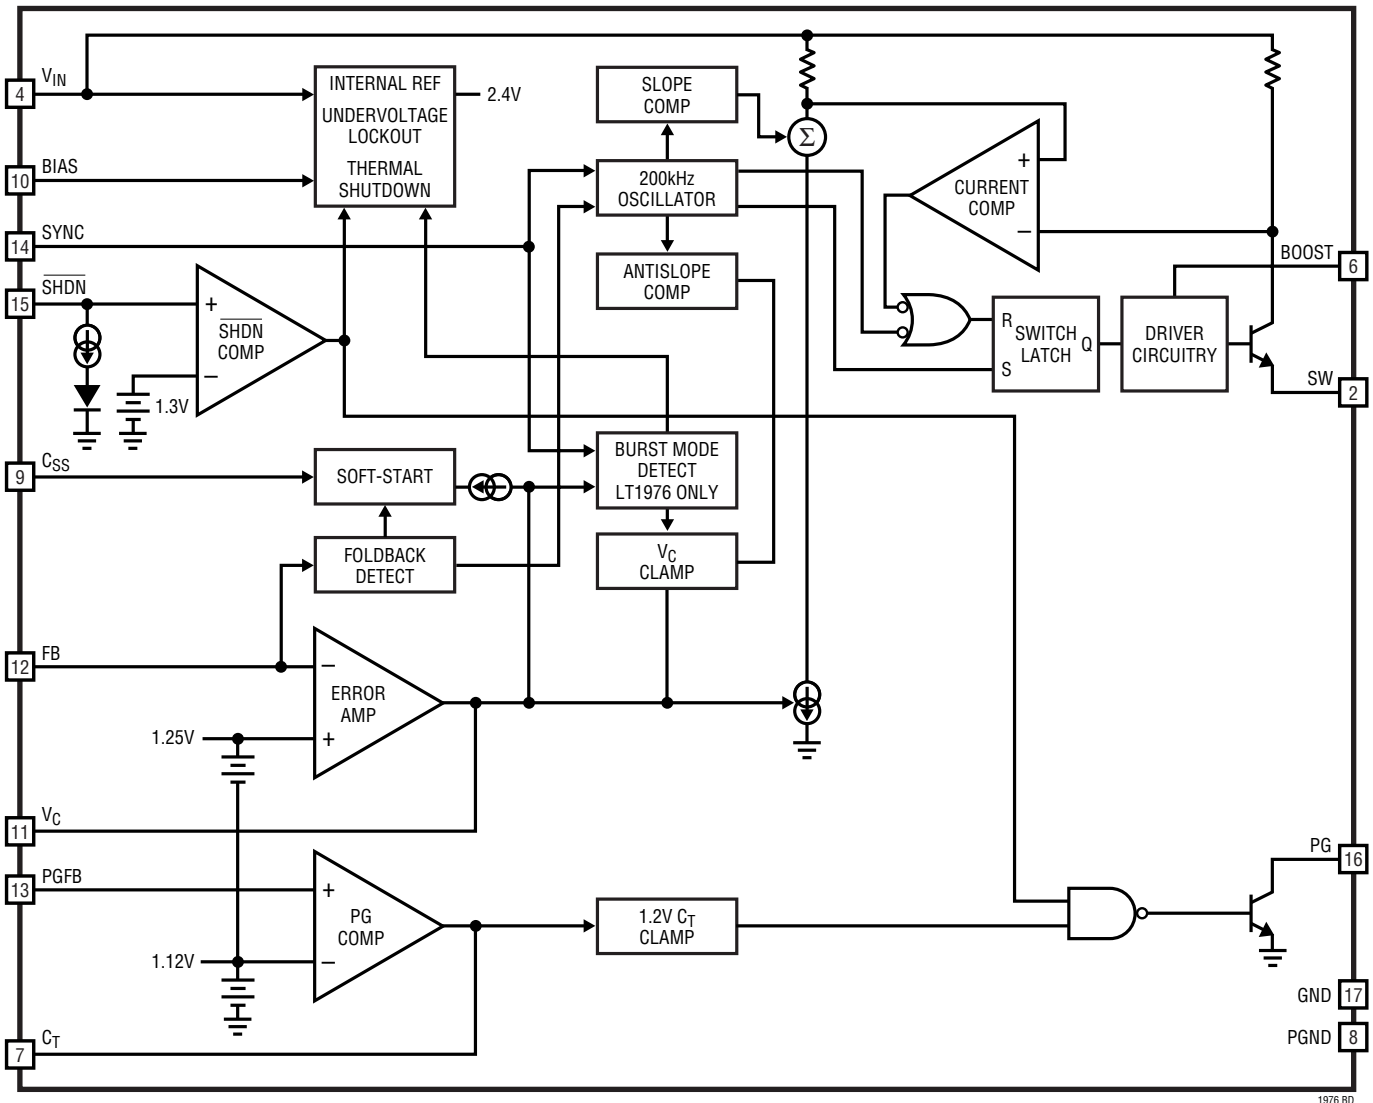 VIN
4
INTERNAL REF
UNDERVOLTAGE
LOCKOUT
THERMAL
SHUTDOWN
2.4V
BIAS
10
SYNC
14
SHDN
15
+
SHDN
COMP
–
1.3V
SLOPE
COMP
Σ
200kHz
OSCILLATOR
ANTISLOPE
COMP
+
CURRENT
COMP
–
R
SWITCH
LATCH
Q
S
DRIVER
CIRCUITRY
BOOST
6
SW
2
CSS
9
SOFT-START
BURST MODE
DETECT
LT1976 ONLY
FOLDBACK
DETECT
VC
CLAMP
FB
12
–
ERROR
AMP
+
1.25V
VC
11
PGFB
13
+
PG
COMP
–
1.12V
1.2V CT
CLAMP
CT
7
PG
16
GND
17
PGND
8
1976 BD